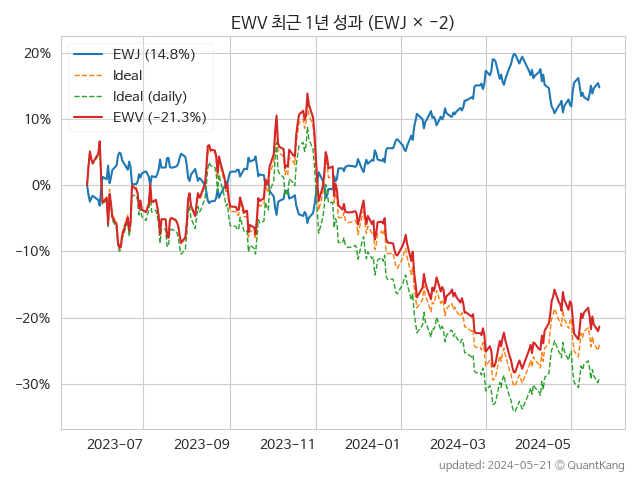 EWV 최근 1년 성과 (EWJ × −2)
EWJ (14.8%)
Ideal
Ideal (daily)
EWV (−21.3%)
20%
10%
0%
−10%
−20%
−30%
2023-07
2023-09
2023-11
2024-01
2024-03
2024-05
updated: 2024-05-21 © QuantKang